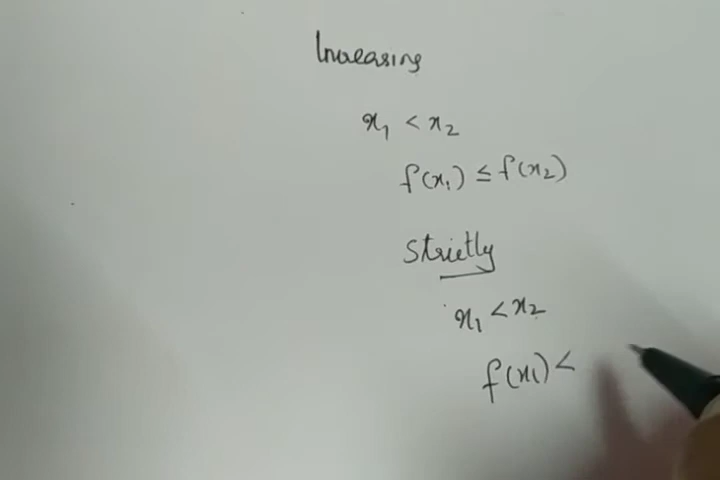 Increasing
x₁ < x₂
f(x₁) ≤ f(x₂)
Strictly
x₁ < x₂
f(x₁) <